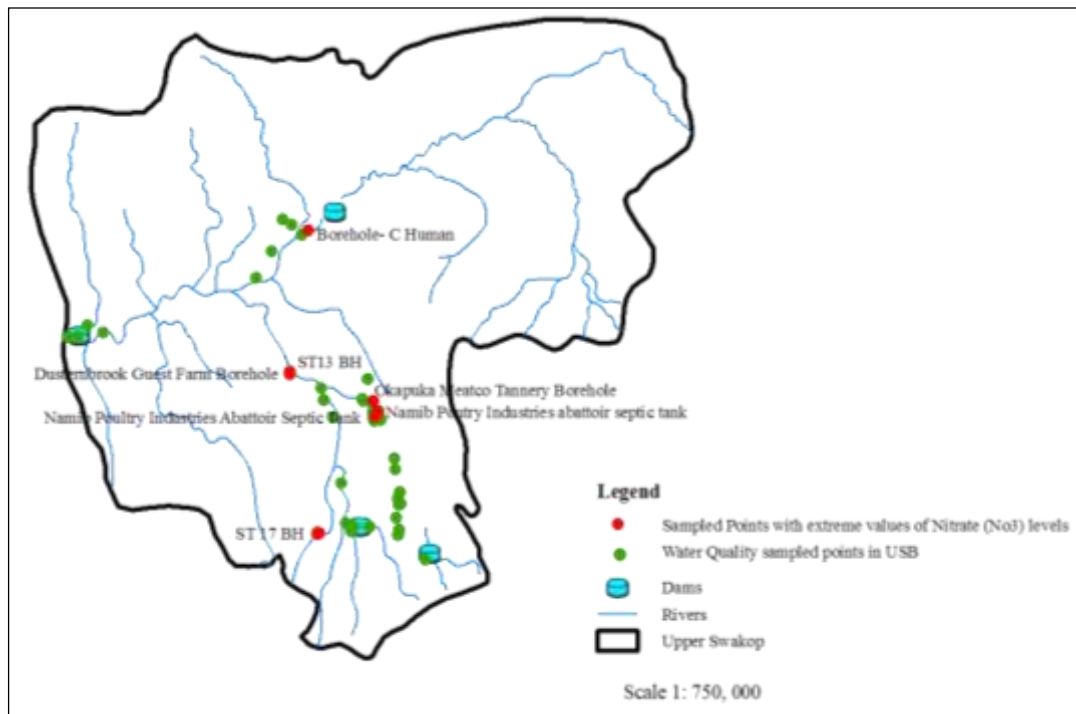 Borehole- C Human
ST13 BH
Dusternbrook Guest Farm Borehole
Okapuka Meatco Tannery Borehole
Namib Poutry Industries abattoir septic tank
Namib Poultry Industries Abattoir Septic Tank
ST 17 BH
Legend
Sampled Points with extreme values of Nitrate (No3) levels
Water Quality sampled points in USB
Dams
Rivers
Upper Swakop
Scale 1: 750, 000